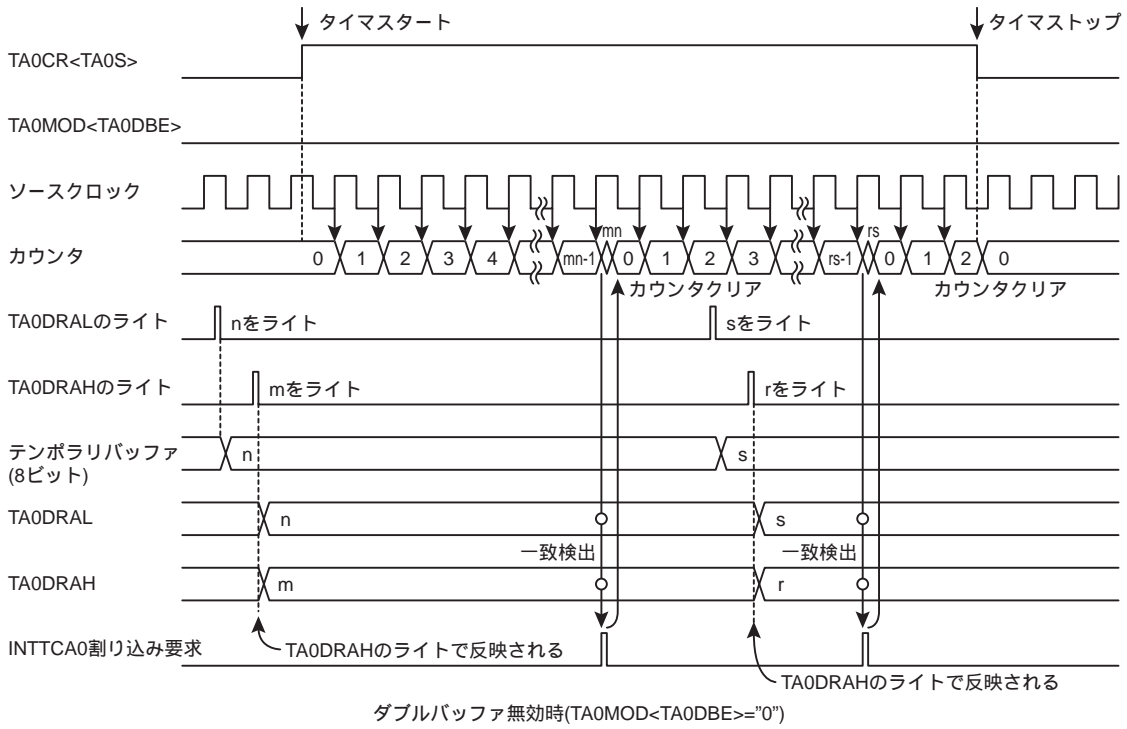 タイマスタート
タイマストップ
TA0CR<TA0S>
TA0MOD<TA0DBE>
ソースクロック
カウンタ
0 1 2 3 4 mn-1 mn 0 1 2 3 rs-1 rs 0 1 2 0
カウンタクリア
カウンタクリア
TA0DRALのライト
nをライト
sをライト
TA0DRAHのライト
mをライト
rをライト
テンポラリバッファ
(8ビット)
n
s
TA0DRAL
n
s
一致検出
一致検出
TA0DRAH
m
r
INTTCA0割り込み要求
TA0DRAHのライトで反映される
TA0DRAHのライトで反映される
ダブルバッファ無効時(TA0MOD<TA0DBE>=”0”)